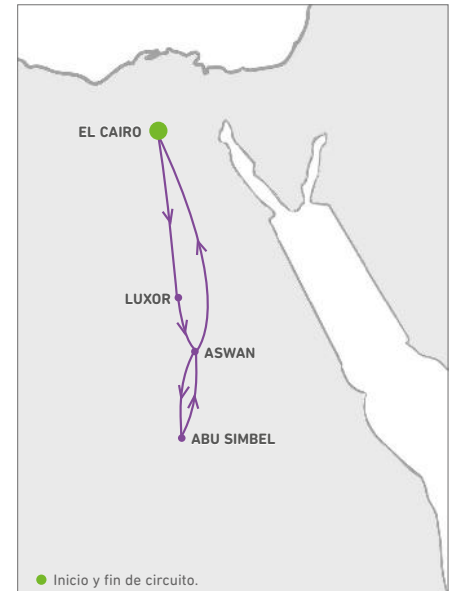 EL CAIRO
LUXOR
ASWAN
ABU SIMBEL
Inicio y fin de circuito.